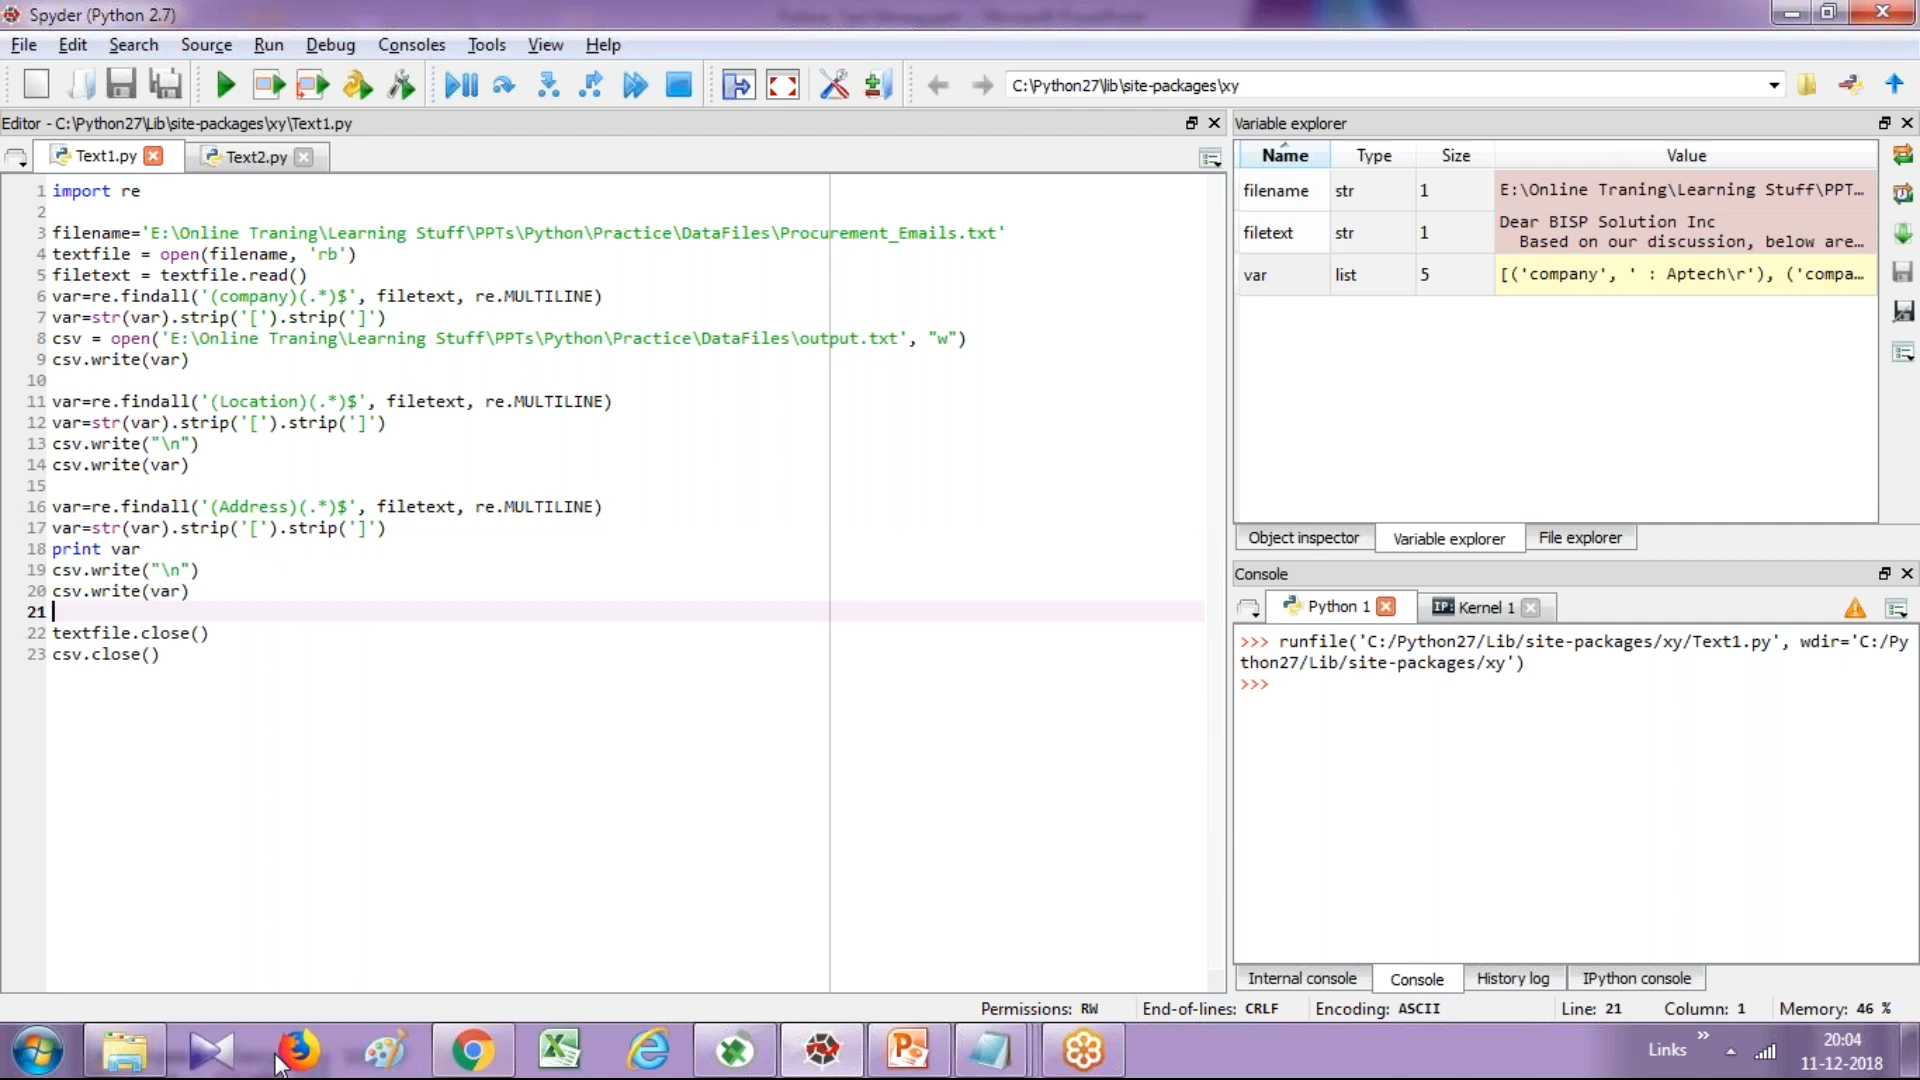 Spyder (Python 2.7)
File Edit Search Source Run Debug Consoles Tools View Help
C:\Python27\lib\site-packages\xy
Editor - C:\Python27\Lib\site-packages\xy\Text1.py
Text1.py Text2.py
1 import re
2
3 filename='E:\Online Traning\Learning Stuff\PPTs\Python\Practice\DataFiles\Procurement_Emails.txt'
4 textfile = open(filename, 'rb')
5 filetext = textfile.read()
6 var=re.findall('(company)(.*)$', filetext, re.MULTILINE)
7 var=str(var).strip('[').strip(']')
8 csv = open('E:\Online Traning\Learning Stuff\PPTs\Python\Practice\DataFiles\output.txt', "w")
9 csv.write(var)
10
11 var=re.findall('(Location)(.*)$', filetext, re.MULTILINE)
12 var=str(var).strip('[').strip(']')
13 csv.write("\n")
14 csv.write(var)
15
16 var=re.findall('(Address)(.*)$', filetext, re.MULTILINE)
17 var=str(var).strip('[').strip(']')
18 print var
19 csv.write("\n")
20 csv.write(var)
21
22 textfile.close()
23 csv.close()
Variable explorer
Name Type Size Value
filename str 1 E:\Online Traning\Learning Stuff\PPT…
filetext str 1 Dear BISP Solution Inc
Based on our discussion, below are…
var list 5 [('company', ' : Aptech\r'), ('compa…
Object inspector Variable explorer File explorer
Console
Python 1 IP: Kernel 1
>>> runfile('C:/Python27/Lib/site-packages/xy/Text1.py', wdir='C:/Py
thon27/Lib/site-packages/xy')
>>>
Internal console Console History log IPython console
Permissions: RW End-of-lines: CRLF Encoding: ASCII Line: 21 Column: 1 Memory: 46 %
Links
20:04
11-12-2018